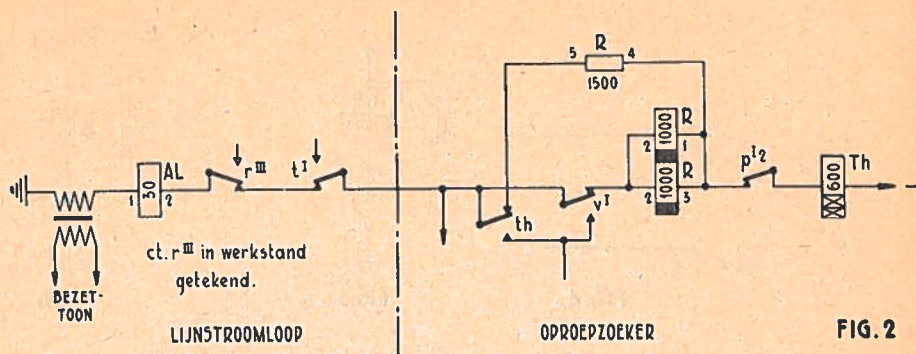 5 R 4
1500
1000 R
2 1
1000 R
2 3
AL
30
1 2
r^III
t^I
v^I
th
p^I2
Th
600
BEZET-
TOON
ct. r^III in werkstand
getekend.
LIJNSTROOMLOOP
OPROEPZOEKER
FIG. 2